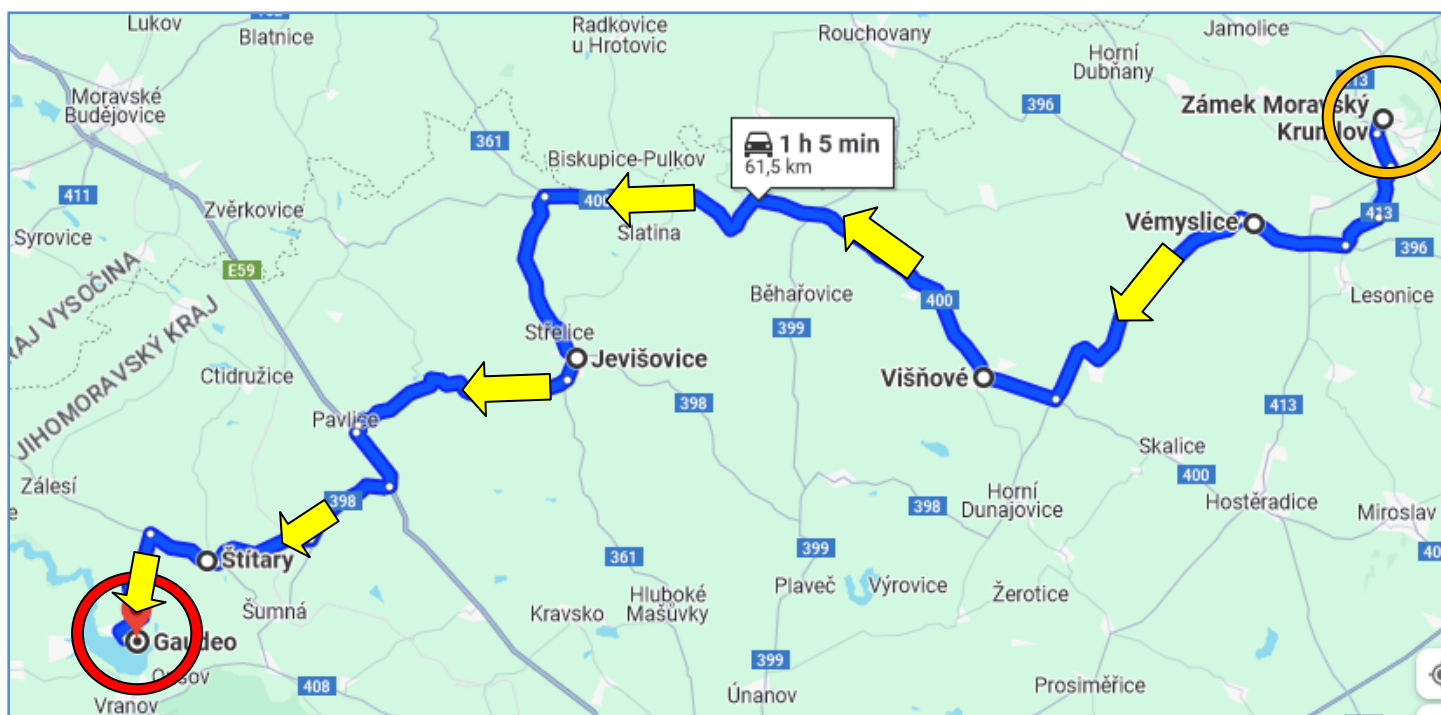 Lukov
Blatnice
Radkovice
u Hrotovic
Rouchovany
Jamolice
Horní
Dubňany
413
Moravské
Budějovice
396
Zámek Moravský
Krumlov
361
Biskupice-Pulkov
1 h 5 min
61,5 km
411
Zvěrkovice
400
Slatina
Vémyslice
413
396
Syrovice
E59
Běhařovice
400
Lesonice
KRAJ VYSOČINA
JIHOMORAVSKÝ KRAJ
399
Střelice
Jevišovice
Ctidružice
Višňové
398
413
Pavlice
Skalice
400
Zálesí
398
Horní
Dunajovice
398
Hostěradice
Miroslav
Štítary
361
399
Plaveč
Výrovice
Žerotice
Šumná
Kravsko
Hluboké
Mašůvky
Gaudeo
399
408
Vranov
Únanov
Prosiměřice